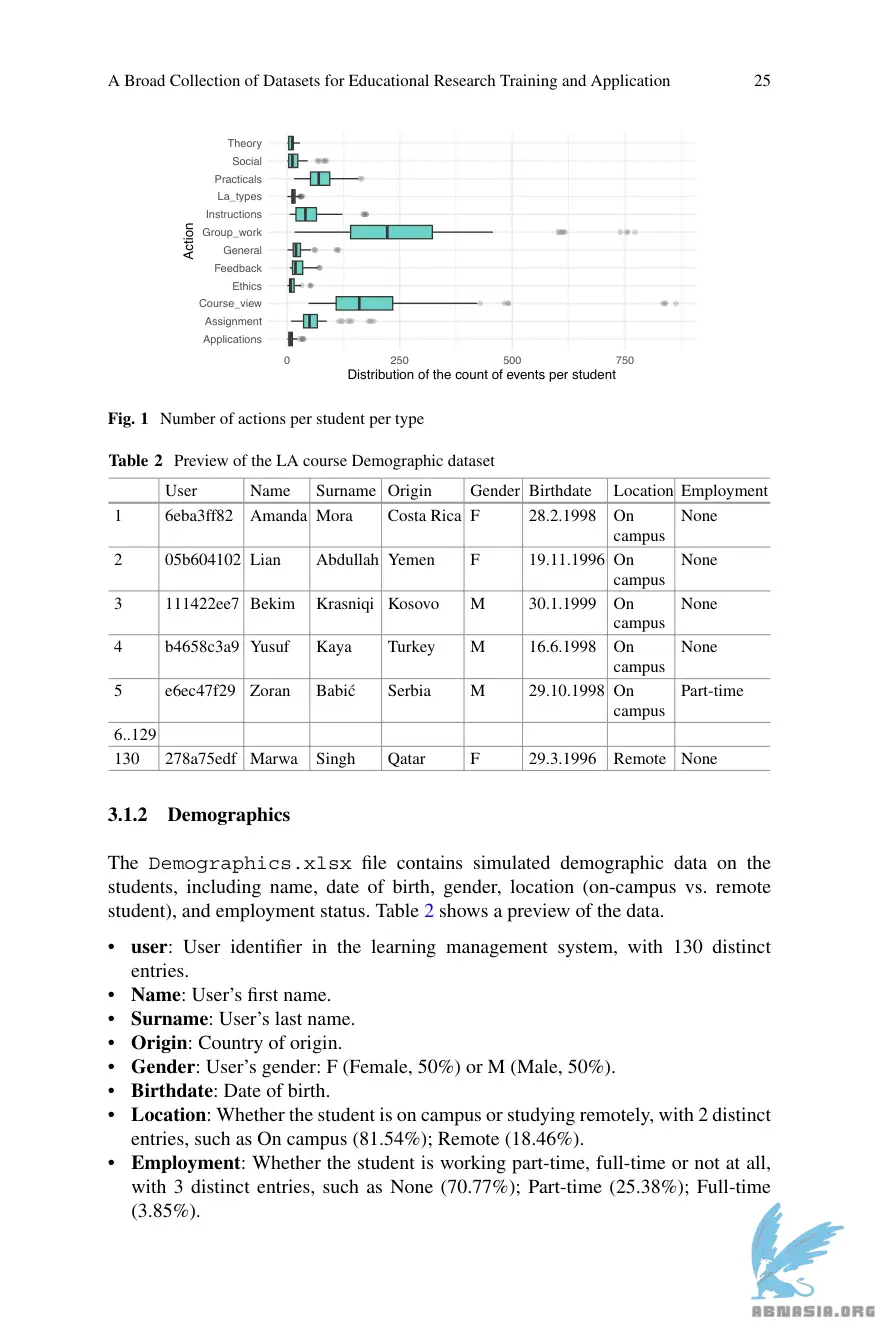 A Broad Collection of Datasets for Educational Research Training and Application 25
Theory
Social
Practicals
La_types
Instructions
Group_work
General
Feedback
Ethics
Course_view
Assignment
Applications
Action
0 250 500 750
Distribution of the count of events per student
Fig. 1 Number of actions per student per type
Table 2 Preview of the LA course Demographic dataset
User Name Surname Origin Gender Birthdate Location Employment
1 6eba3ff82 Amanda Mora Costa Rica F 28.2.1998 On None
campus
2 05b604102 Lian Abdullah Yemen F 19.11.1996 On None
campus
3 111422ee7 Bekim Krasniqi Kosovo M 30.1.1999 On None
campus
4 b4658c3a9 Yusuf Kaya Turkey M 16.6.1998 On None
campus
5 e6ec47f29 Zoran Babić Serbia M 29.10.1998 On Part-time
campus
6..129
130 278a75edf Marwa Singh Qatar F 29.3.1996 Remote None
3.1.2 Demographics
The Demographics.xlsx file contains simulated demographic data on the
students, including name, date of birth, gender, location (on-campus vs. remote
student), and employment status. Table 2 shows a preview of the data.
• user: User identifier in the learning management system, with 130 distinct
entries.
• Name: User's first name.
• Surname: User's last name.
• Origin: Country of origin.
• Gender: User's gender: F (Female, 50%) or M (Male, 50%).
• Birthdate: Date of birth.
• Location: Whether the student is on campus or studying remotely, with 2 distinct
entries, such as On campus (81.54%); Remote (18.46%).
• Employment: Whether the student is working part-time, full-time or not at all,
with 3 distinct entries, such as None (70.77%); Part-time (25.38%); Full-time
(3.85%).
ABNASIA.ORG